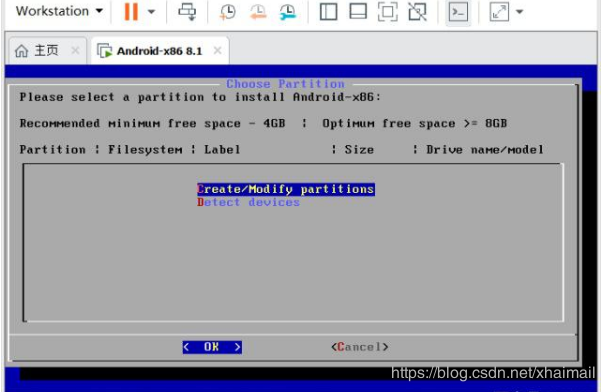 Workstation
主页
Android-x86 8.1
Choose Partition
Please select a partition to install Android-x86:
Recommended minimum free space - 4GB ¦ Optimum free space >= 8GB
Partition ¦ Filesystem ¦ Label ¦ Size ¦ Drive name/model
Create/Modify partitions
Detect devices
< OK > <Cancel>
https://blog.csdn.net/xhaimail